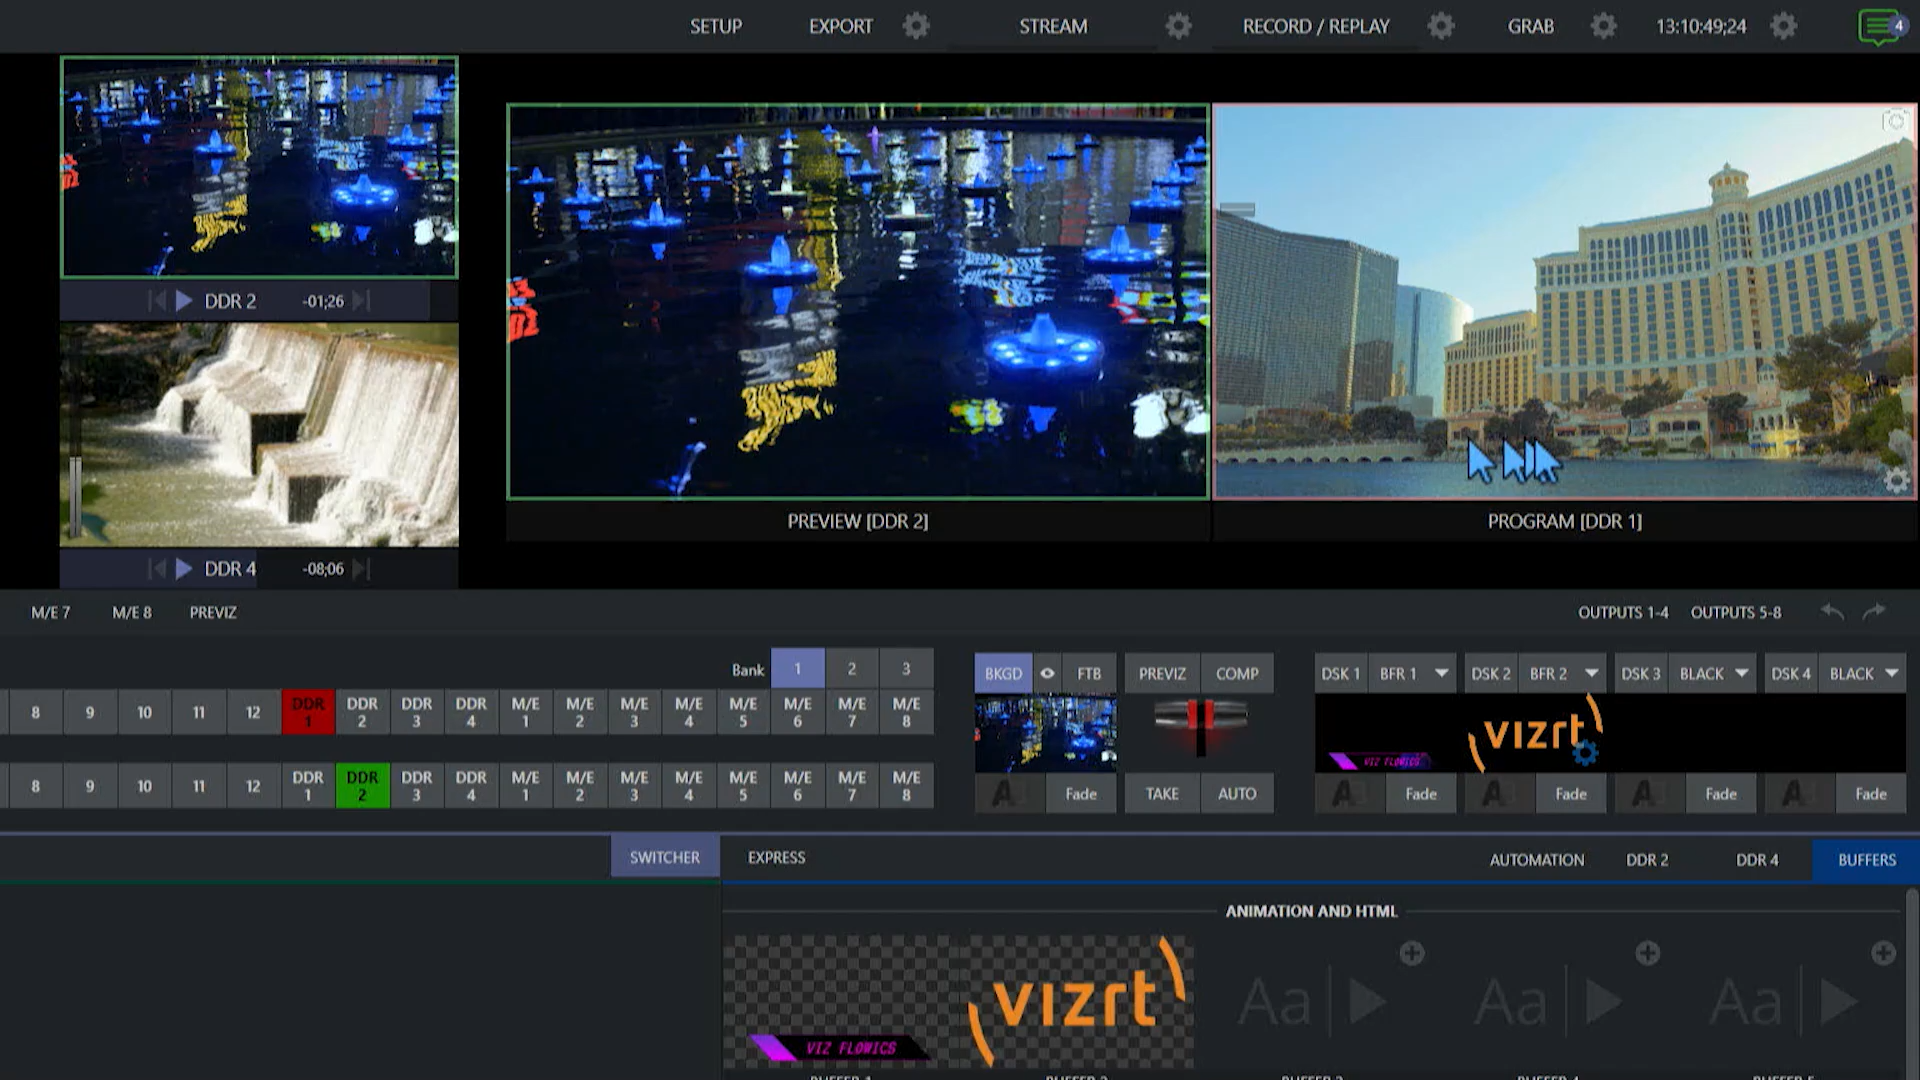 SETUP EXPORT STREAM RECORD / REPLAY GRAB 13:10:49;24 4
DDR 2 -01;26
PREVIEW [DDR 2] PROGRAM [DDR 1]
DDR 4 -08;06
M/E 7 M/E 8 PREVIZ OUTPUTS 1-4 OUTPUTS 5-8
Bank 1 2 3
8 9 10 11 12 DDR 1 DDR 2 DDR 3 DDR 4 M/E 1 M/E 2 M/E 3 M/E 4 M/E 5 M/E 6 M/E 7 M/E 8
8 9 10 11 12 DDR 1 DDR 2 DDR 3 DDR 4 M/E 1 M/E 2 M/E 3 M/E 4 M/E 5 M/E 6 M/E 7 M/E 8
BKGD FTB PREVIZ COMP DSK 1 BFR 1 DSK 2 BFR 2 DSK 3 BLACK DSK 4 BLACK
VIZ FLOWICS vizrt
Fade TAKE AUTO Fade Fade Fade Fade
SWITCHER EXPRESS AUTOMATION DDR 2 DDR 4 BUFFERS
ANIMATION AND HTML
vizrt Aa Aa Aa
VIZ FLOWICS